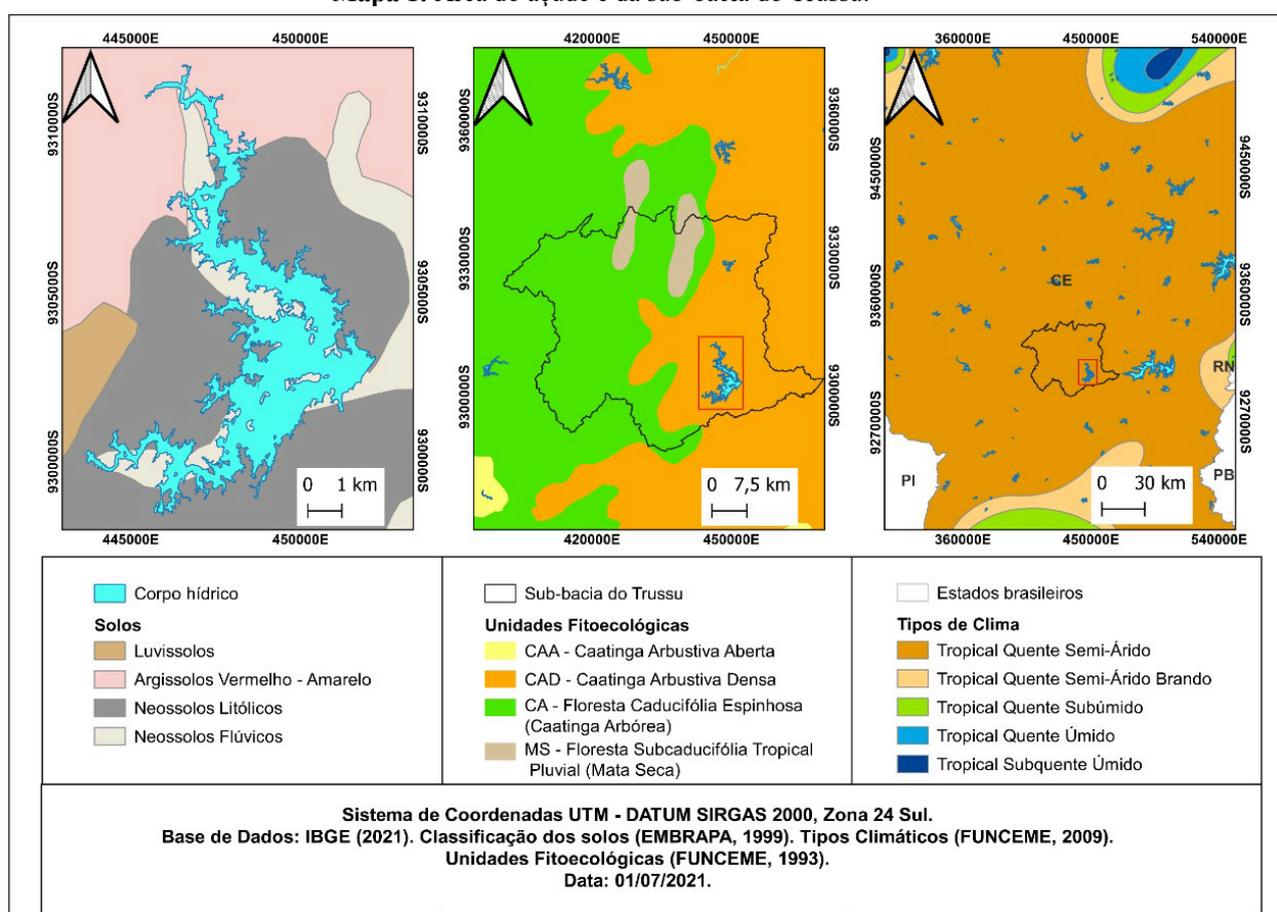 Mapa 1: Área do açude e da sub-bacia do Trussu.
445000E 450000E
9310000S 9310000S
9305000S 9305000S
9300000S 9300000S
0 1 km
445000E 450000E
420000E 450000E
9360000S 9360000S
9330000S 9330000S
9300000S 9300000S
0 7,5 km
420000E 450000E
360000E 450000E 540000E
9450000S 9450000S
9360000S 9360000S
9270000S 9270000S
CE
RN
PI
PB
0 30 km
360000E 450000E 540000E
Corpo hídrico
Solos
Luvissolos
Argissolos Vermelho - Amarelo
Neossolos Litólicos
Neossolos Flúvicos
Sub-bacia do Trussu
Unidades Fitoecológicas
CAA - Caatinga Arbustiva Aberta
CAD - Caatinga Arbustiva Densa
CA - Floresta Caducifólia Espinhosa
(Caatinga Arbórea)
MS - Floresta Subcaducifólia Tropical
Pluvial (Mata Seca)
Estados brasileiros
Tipos de Clima
Tropical Quente Semi-Árido
Tropical Quente Semi-Árido Brando
Tropical Quente Subúmido
Tropical Quente Úmido
Tropical Subquente Úmido
Sistema de Coordenadas UTM - DATUM SIRGAS 2000, Zona 24 Sul.
Base de Dados: IBGE (2021). Classificação dos solos (EMBRAPA, 1999). Tipos Climáticos (FUNCEME, 2009).
Unidades Fitoecológicas (FUNCEME, 1993).
Data: 01/07/2021.